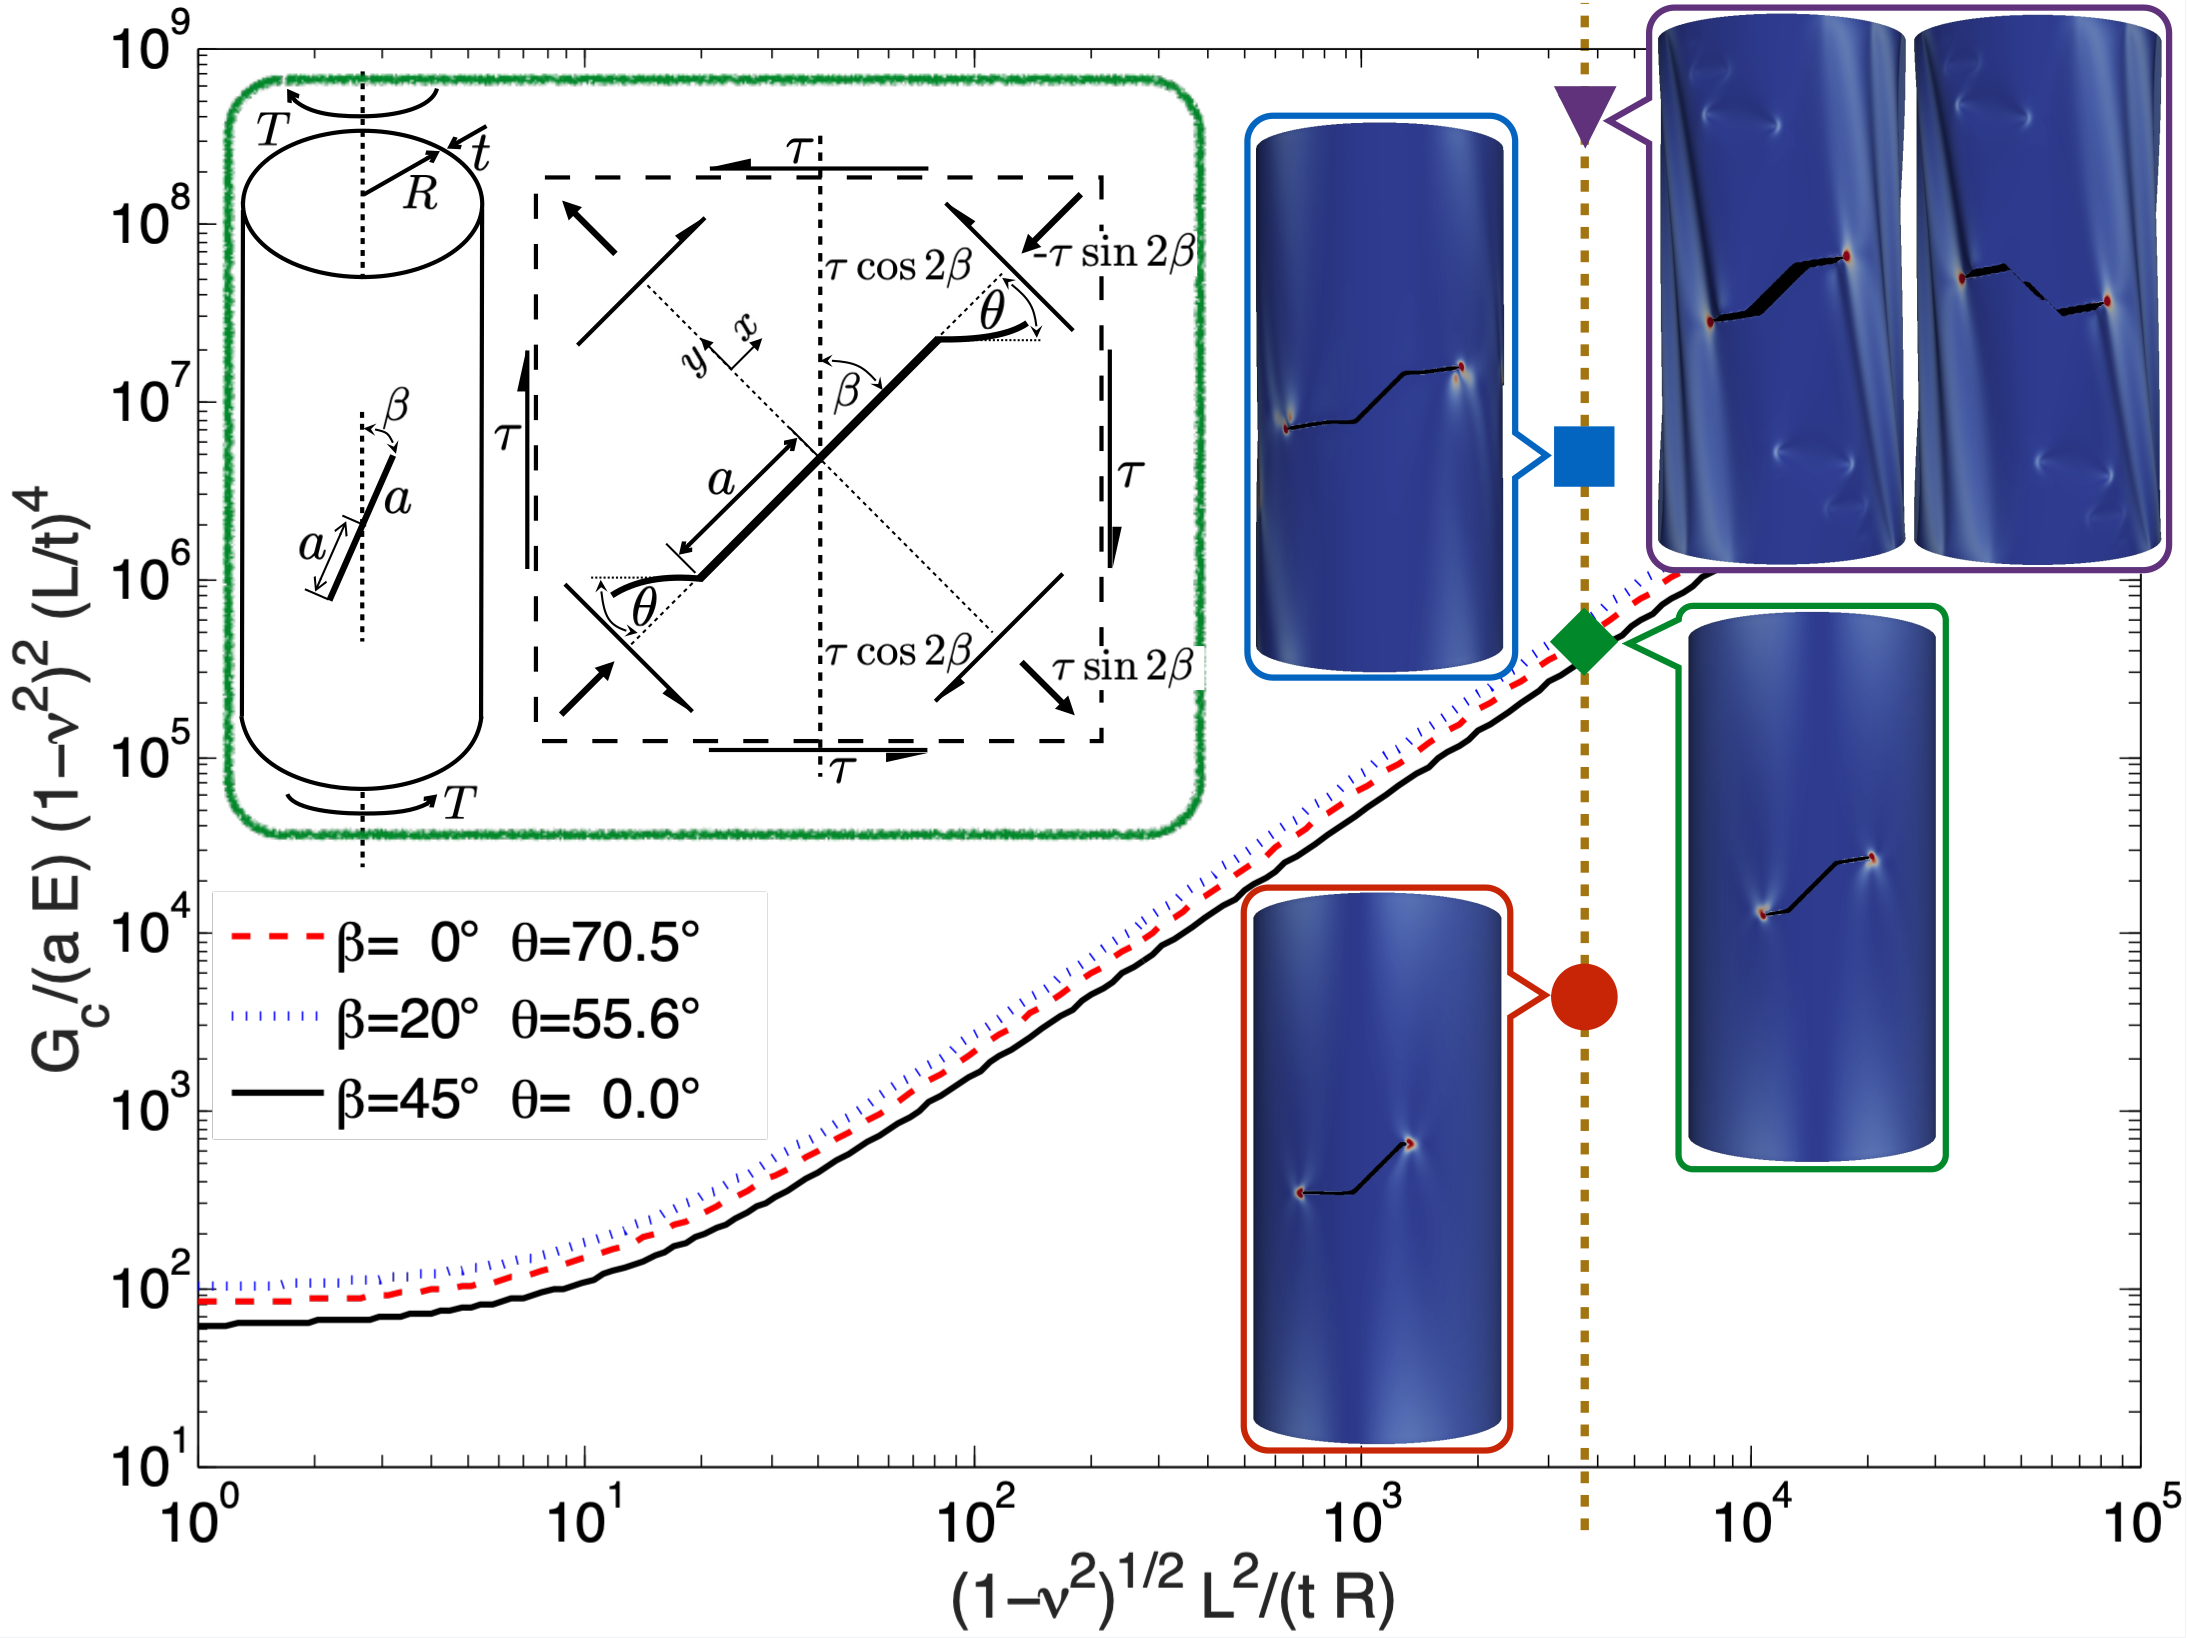 10^9
10^8
10^7
10^6
10^5
10^4
10^3
10^2
10^1
G_c/(a E) (1–ν^2)^2 (L/t)^4
T
t
R
β
a
a
T
τ
τ cos 2β
-τ sin 2β
θ
x
y
β
τ
a
τ
θ
τ cos 2β
τ sin 2β
τ
β= 0° θ=70.5°
β=20° θ=55.6°
β=45° θ= 0.0°
10^0
10^1
10^2
10^3
10^4
10^5
(1–ν^2)^1/2 L^2/(t R)